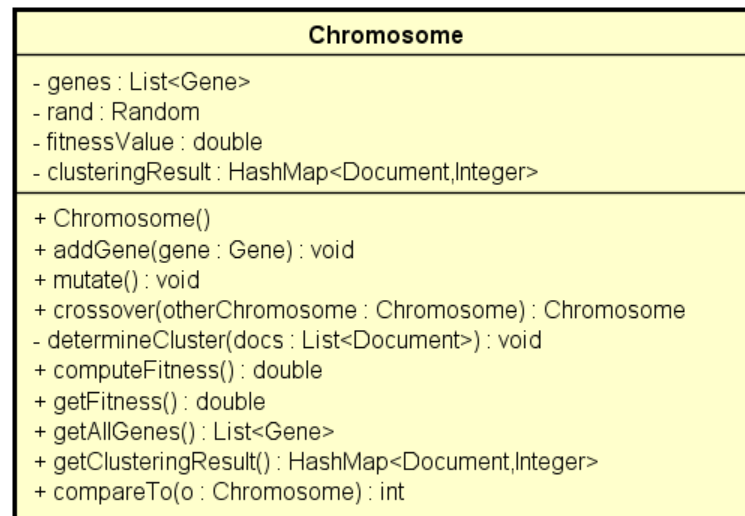 Chromosome
- genes : List<Gene>
- rand : Random
- fitnessValue : double
- clusteringResult : HashMap<Document,Integer>
+ Chromosome()
+ addGene(gene : Gene) : void
+ mutate() : void
+ crossover(otherChromosome : Chromosome) : Chromosome
- determineCluster(docs : List<Document>) : void
+ computeFitness() : double
+ getFitness() : double
+ getAllGenes() : List<Gene>
+ getClusteringResult() : HashMap<Document,Integer>
+ compareTo(o : Chromosome) : int